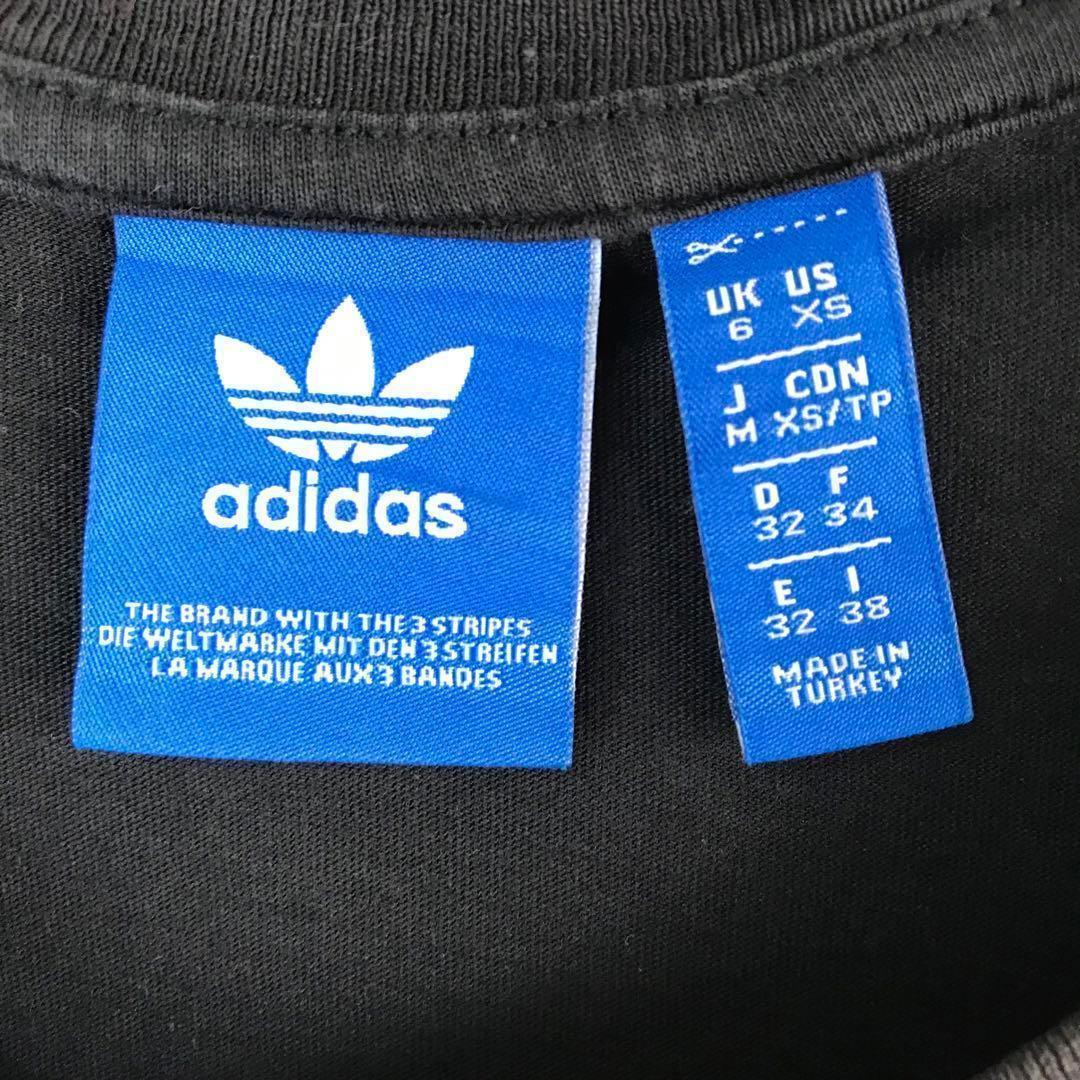 adidas
THE BRAND WITH THE 3 STRIPES
DIE WELTMARKE MIT DEN 3 STREIFEN
LA MARQUE AUX 3 BANDES
UK US
6 XS
J CDN
M XS/TP
D F
32 34
E I
32 38
MADE IN
TURKEY